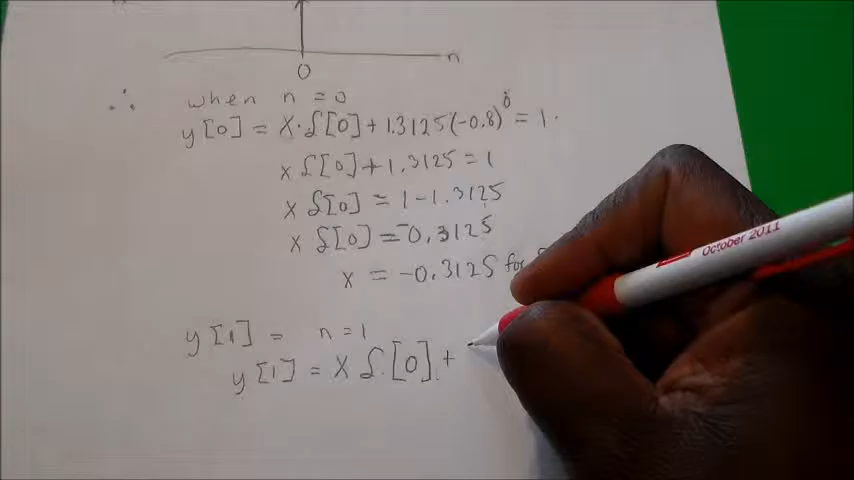 n
0
∴ when n = 0
y[0] = X·δ[0] + 1.3125(-0.8)^0 = 1.
x δ[0] + 1.3125 = 1
x δ[0] = 1 - 1.3125
x δ[0] = -0.3125
x = -0.3125 for
y[1] = n = 1
y[1] = X δ[0] +
October 2011